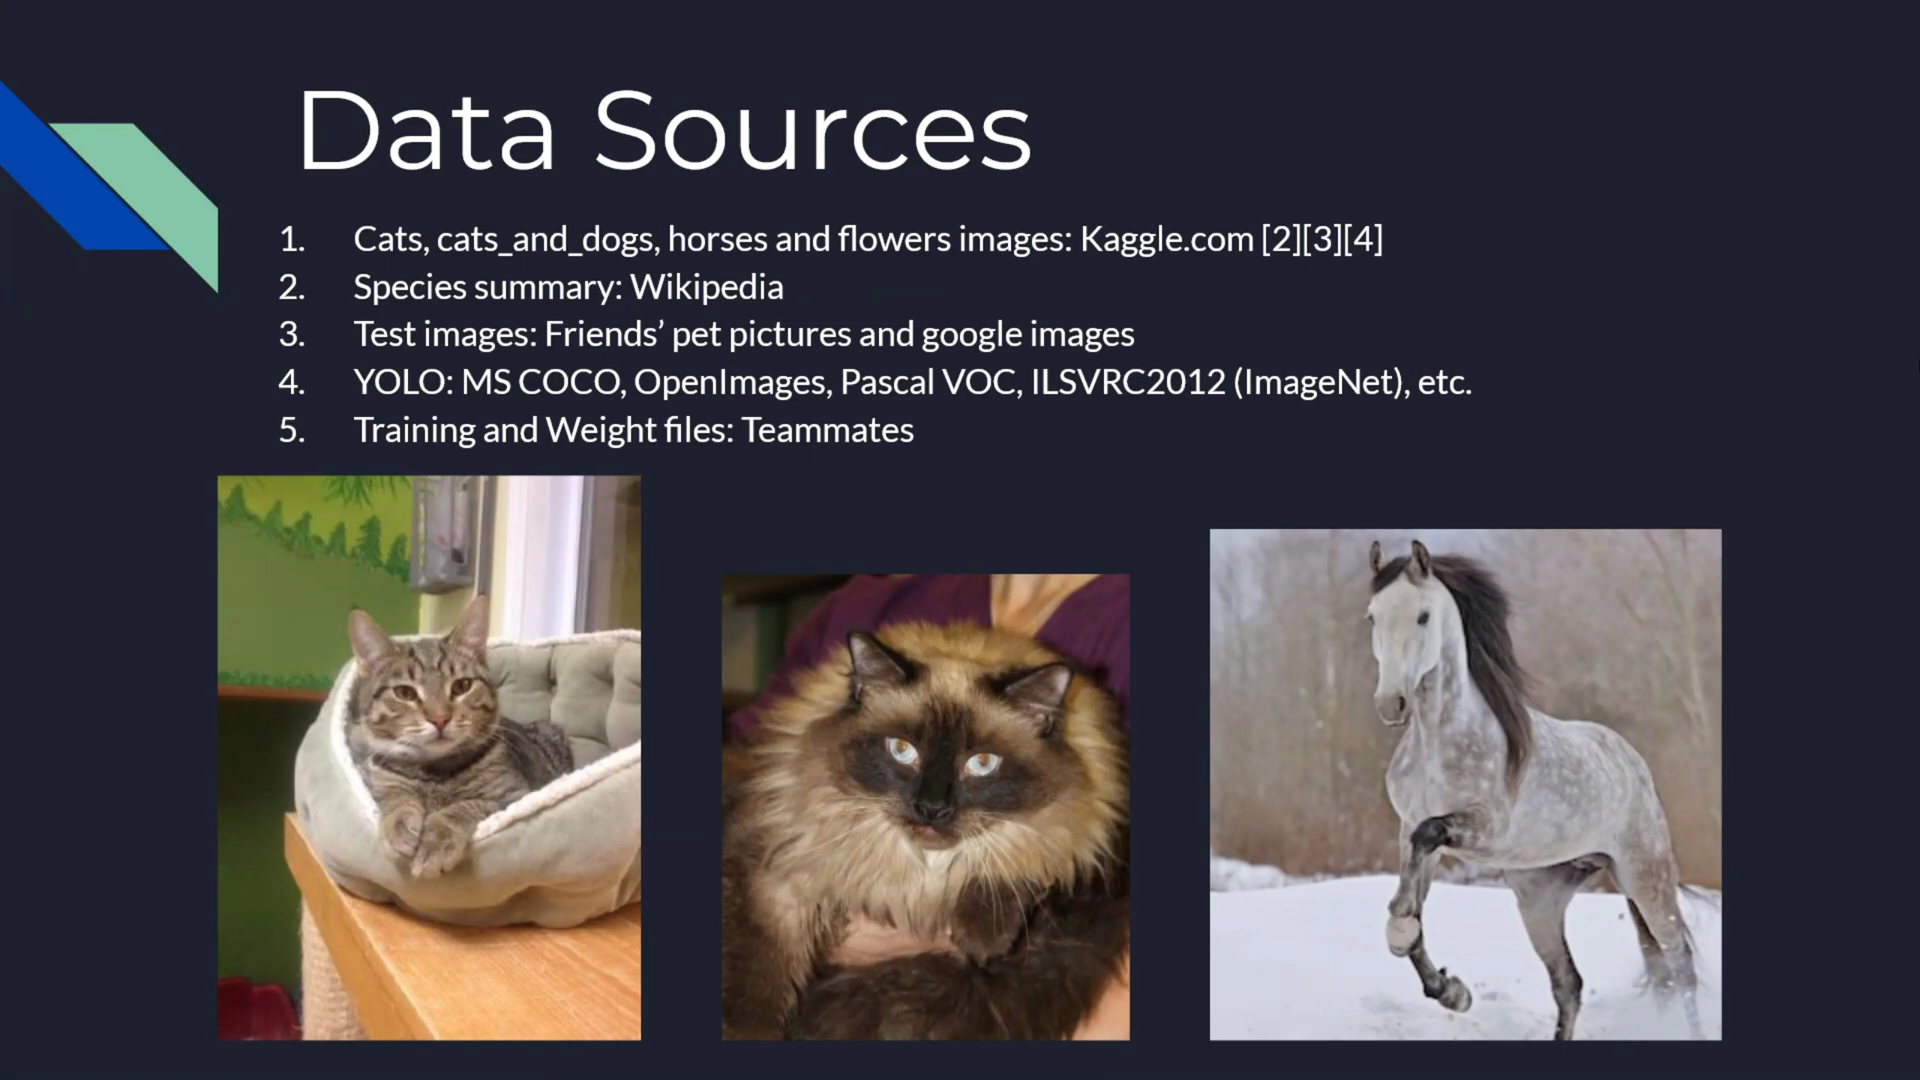 Data Sources
1. Cats, cats_and_dogs, horses and flowers images: Kaggle.com [2][3][4]
2. Species summary: Wikipedia
3. Test images: Friends’ pet pictures and google images
4. YOLO: MS COCO, OpenImages, Pascal VOC, ILSVRC2012 (ImageNet), etc.
5. Training and Weight files: Teammates